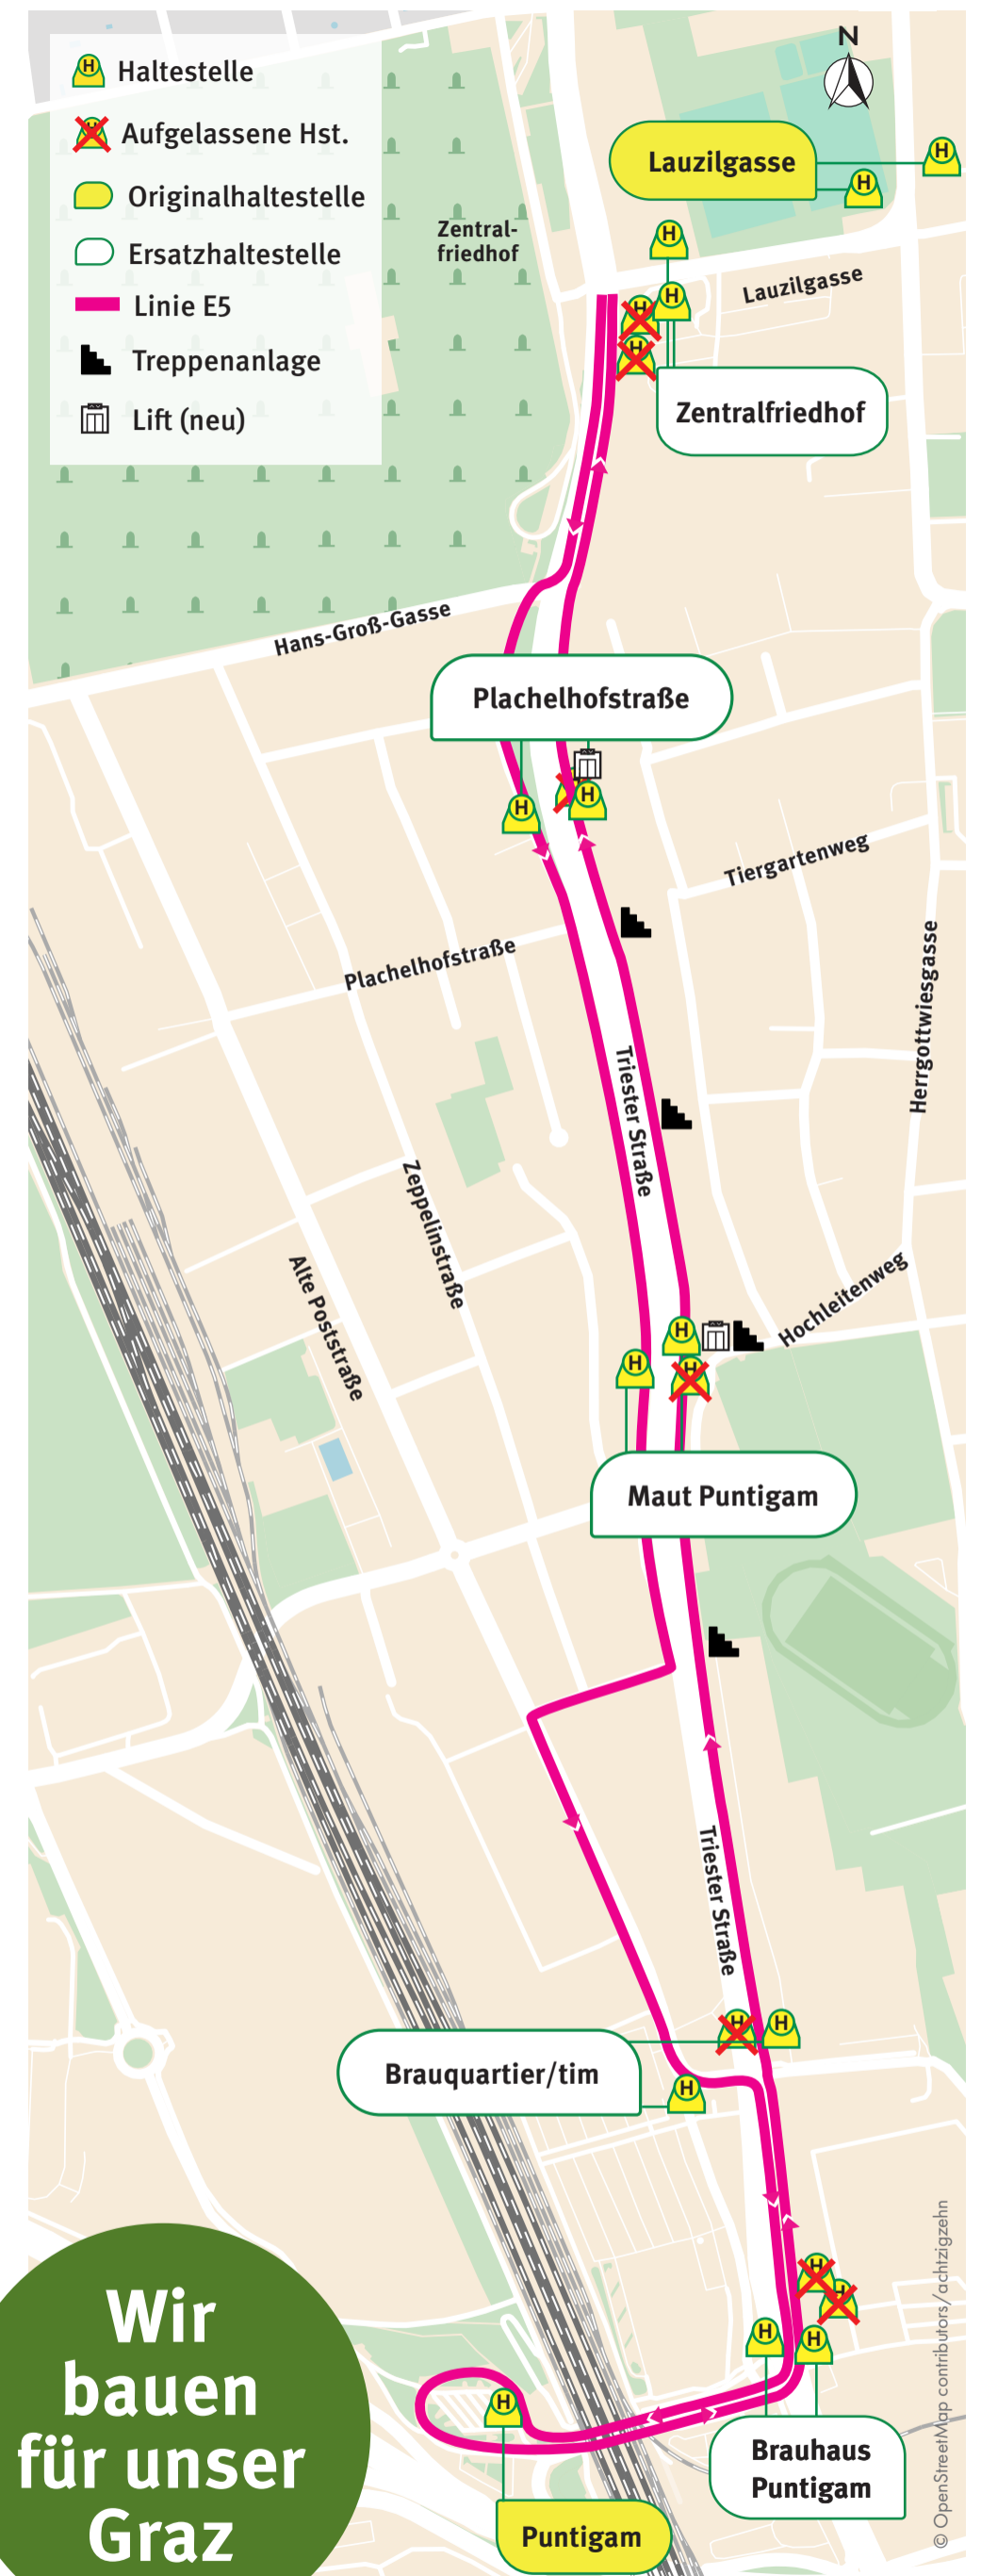 N
H Haltestelle
H Aufgelassene Hst.
Originalhaltestelle
Ersatzhaltestelle
Linie E5
Treppenanlage
Lift (neu)
Lauzilgasse
H
H
Zentral-
friedhof
H
Lauzilgasse
H
H
H
Zentralfriedhof
Hans-Groß-Gasse
Plachelhofstraße
H
H
Tiergartenweg
Plachelhofstraße
Herrgottwiesgasse
Triester Straße
Zeppelinstraße
Alte Poststraße
Hochleitenweg
H
H
H
Maut Puntigam
Triester Straße
H
H
Brauquartier/tim
H
H
H
H
H
H
Brauhaus
Puntigam
Puntigam
Wir
bauen
für unser
Graz
© OpenStreetMap contributors/achtzigzehn